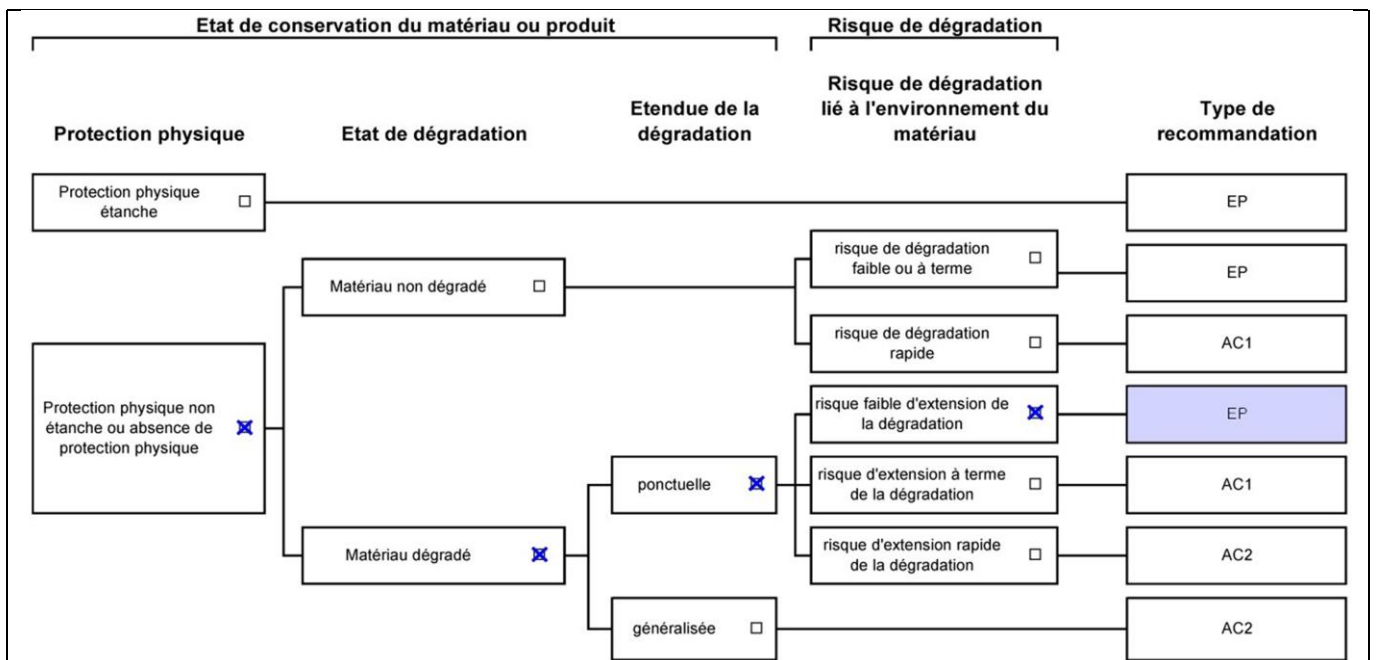 Etat de conservation du matériau ou produit
Risque de dégradation
Protection physique
Etat de dégradation
Etendue de la
dégradation
Risque de dégradation
lié à l'environnement du
matériau
Type de
recommandation
Protection physique
étanche
EP
Matériau non dégradé
risque de dégradation
faible ou à terme
EP
risque de dégradation
rapide
AC1
Protection physique non
étanche ou absence de
protection physique
risque faible d'extension de
la dégradation
EP
ponctuelle
risque d'extension à terme
de la dégradation
AC1
Matériau dégradé
risque d'extension rapide
de la dégradation
AC2
généralisée
AC2